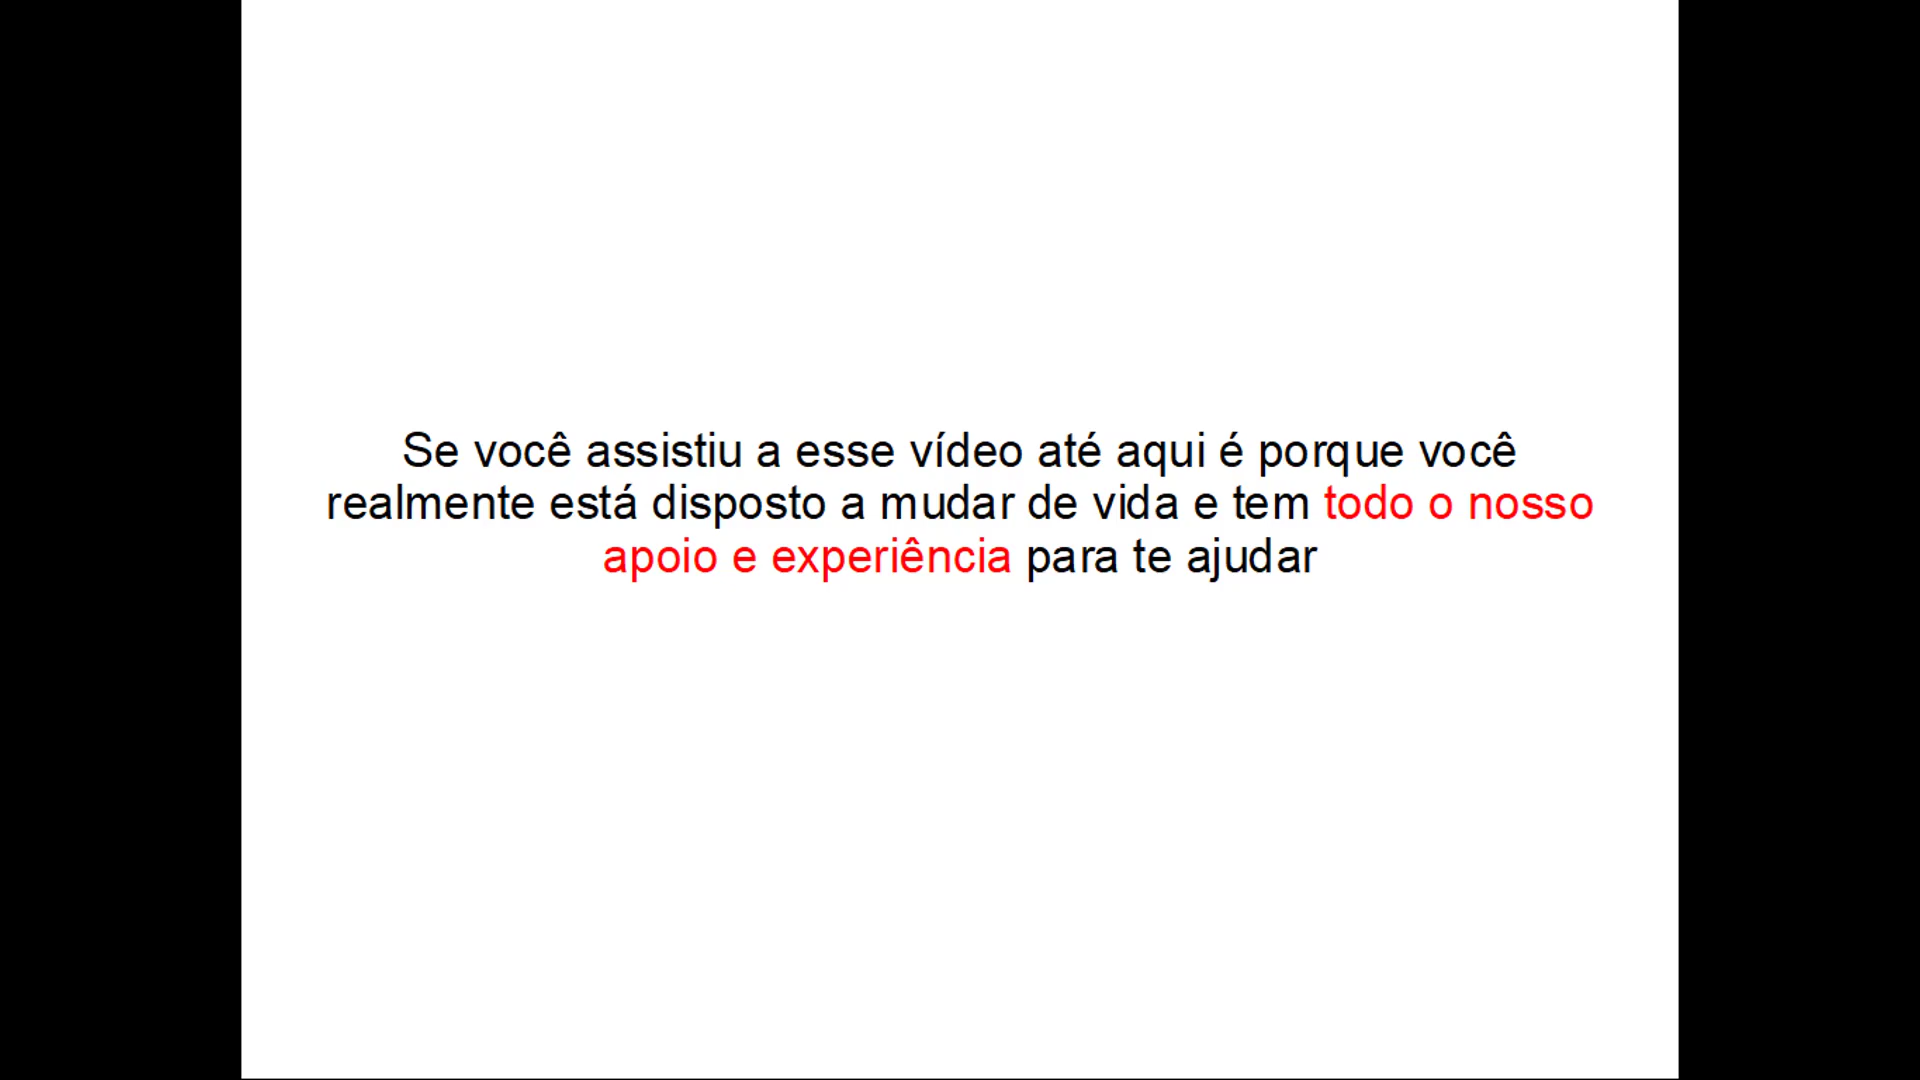 Se você assistiu a esse vídeo até aqui é porque você
realmente está disposto a mudar de vida e tem todo o nosso
apoio e experiência para te ajudar